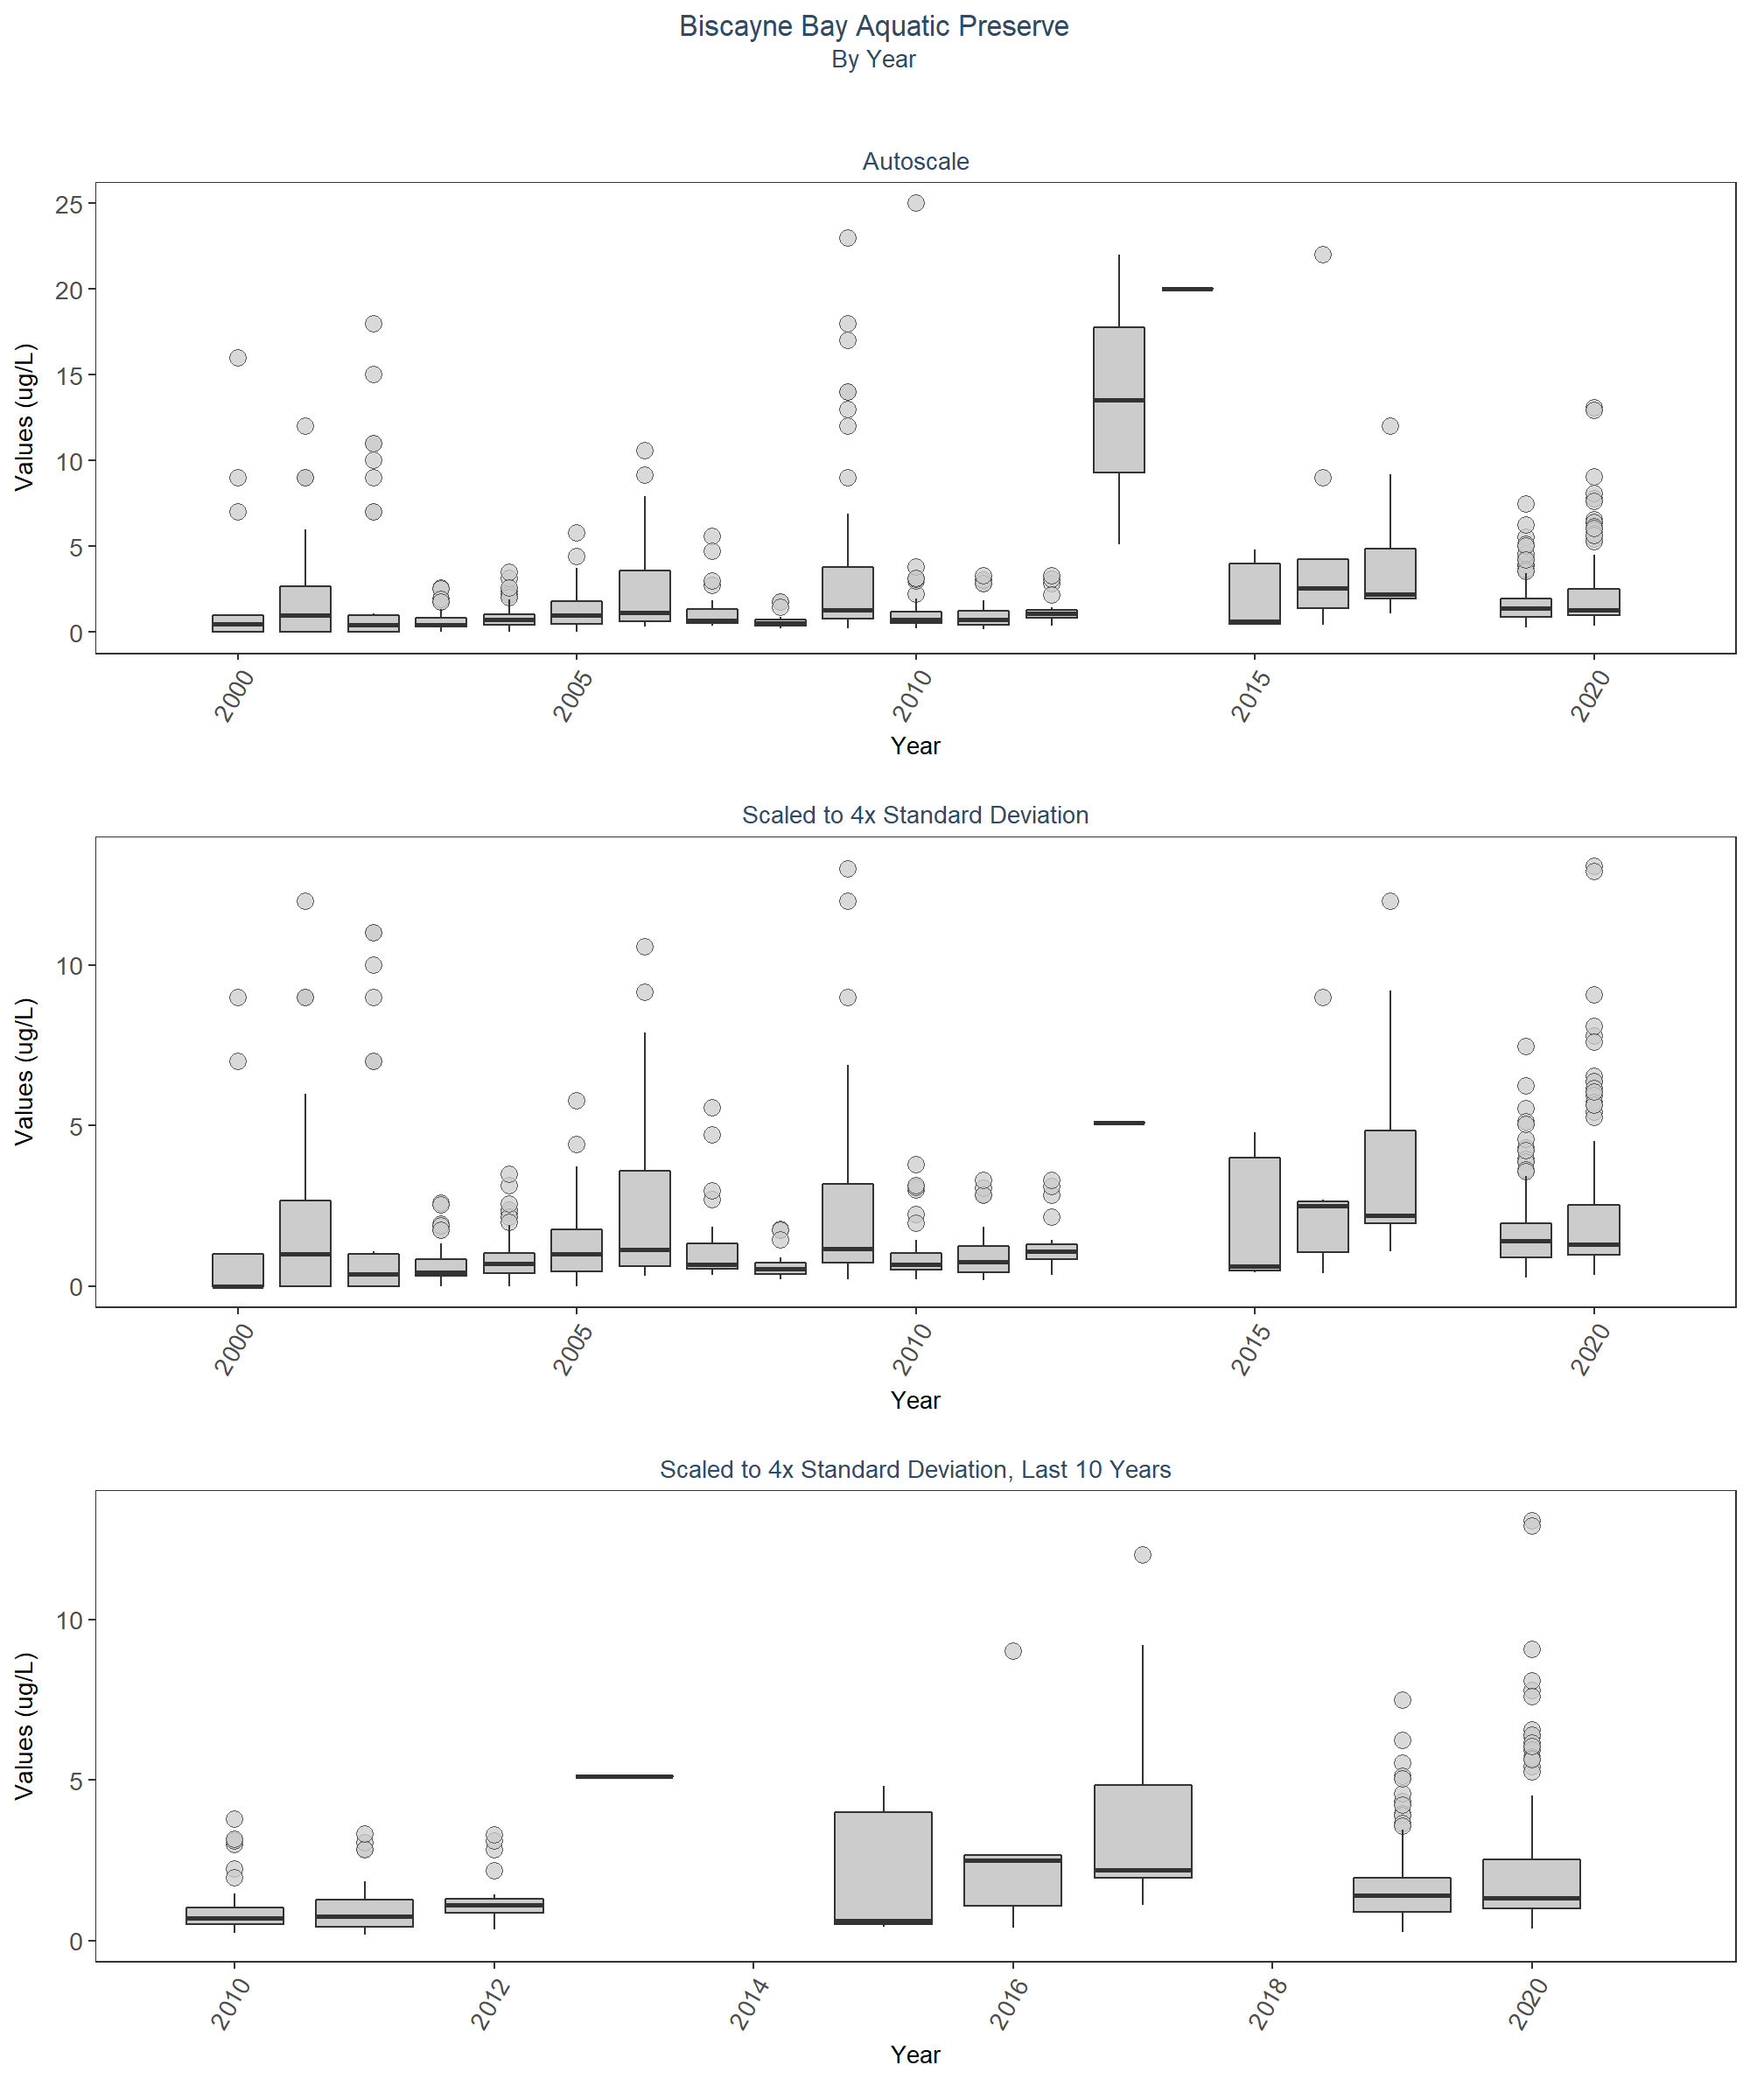 Biscayne Bay Aquatic Preserve
By Year
Autoscale
Values (ug/L)
25
20
15
10
5
0
2000
2005
2010
2015
2020
Year
Scaled to 4x Standard Deviation
Values (ug/L)
10
5
0
2000
2005
2010
2015
2020
Year
Scaled to 4x Standard Deviation, Last 10 Years
Values (ug/L)
10
5
0
2010
2012
2014
2016
2018
2020
Year